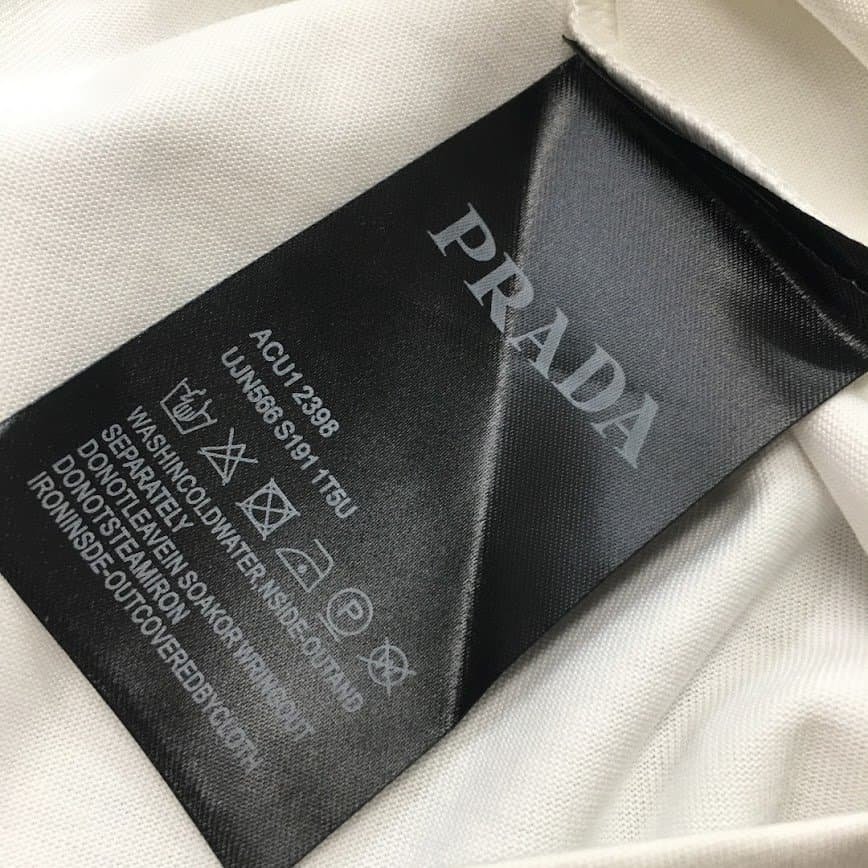 PRADA
ACU1 2398
UJN566 S191 1T5U
P
W
WASHINCOLDWATER,NSIDE-OUTAND
SEPARATELY
DONOTLEAVEIN SOAKOR WRINGOUT
DONOTSTEAMIRON
IRONINSDE-OUTCOVEREDBYCLOTH